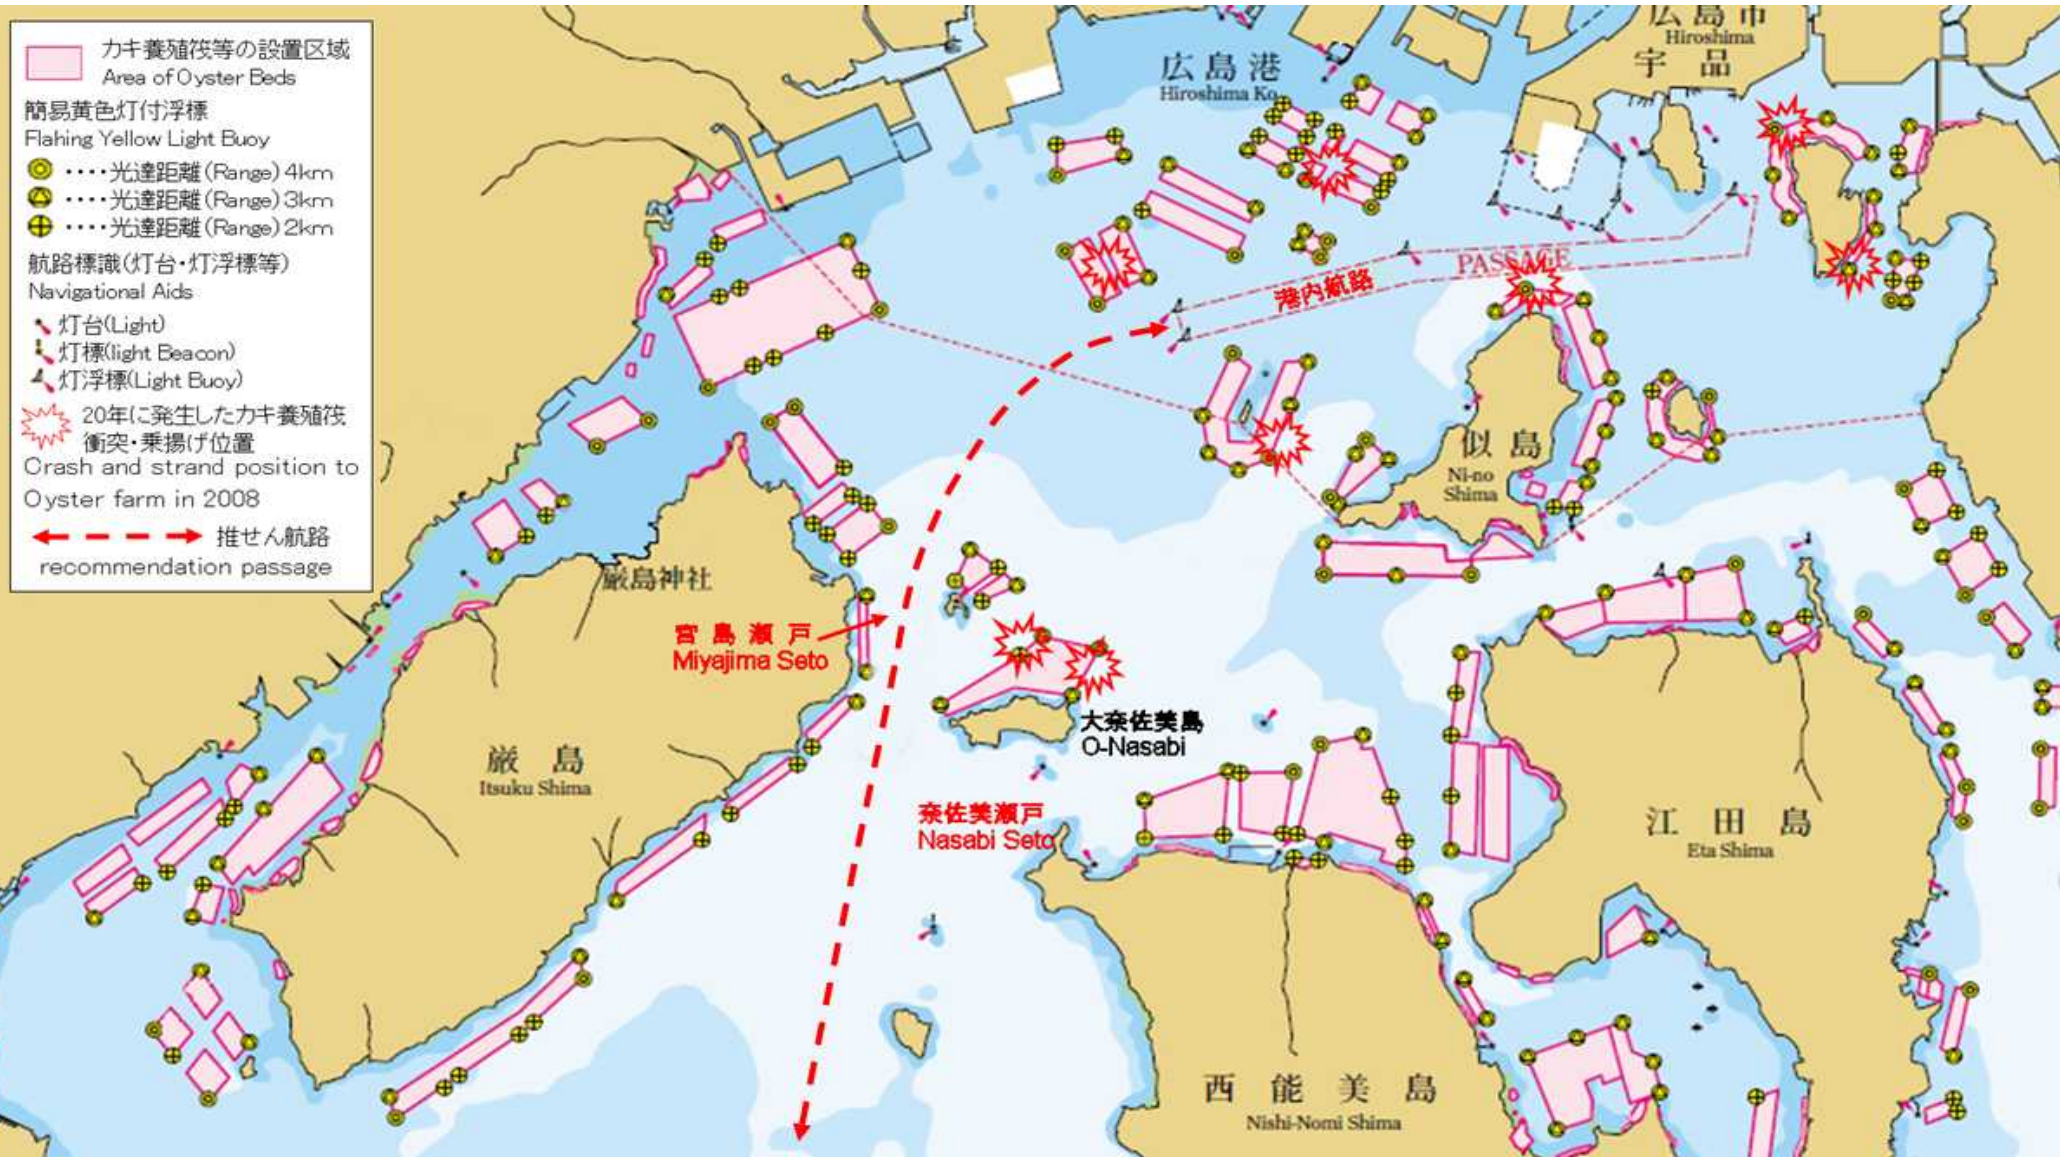 カキ養殖筏等の設置区域
Area of Oyster Beds
簡易黄色灯付浮標
Flahing Yellow Light Buoy
････光達距離(Range) 4km
････光達距離(Range) 3km
････光達距離(Range) 2km
航路標識(灯台・灯浮標等)
Navigational Aids
灯台(Light)
灯標(light Beacon)
灯浮標(Light Buoy)
20年に発生したカキ養殖筏
衝突・乗揚げ位置
Crash and strand position to
Oyster farm in 2008
推せん航路
recommendation passage
広島市
Hiroshima
宇品
広島港
Hiroshima Ko
PASSAGE
港内航路
似島
Ni-no
Shima
厳島神社
宮島瀬戸
Miyajima Seto
大奈佐美島
O-Nasabi
厳島
Itsuku Shima
奈佐美瀬戸
Nasabi Seto
江田島
Eta Shima
西能美島
Nishi-Nomi Shima